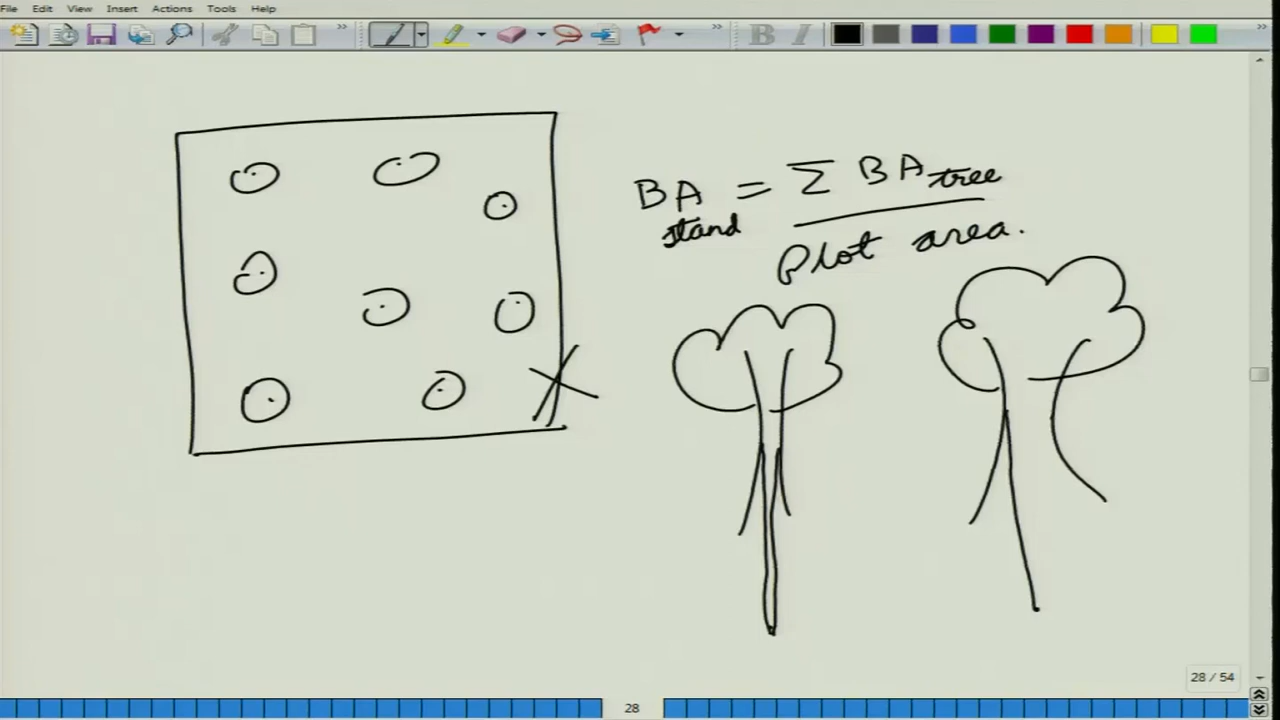 File Edit View Insert Actions Tools Help
BA stand = Σ BA tree
Plot area.
28 / 54
28